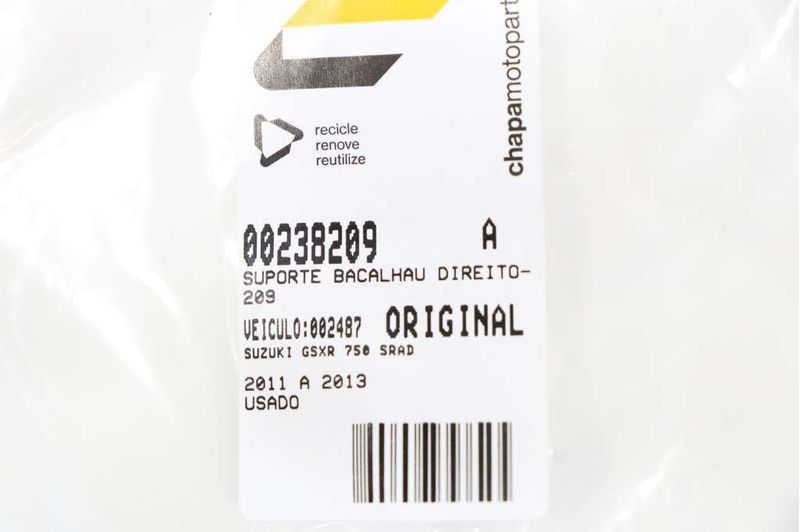 chapamotopart
recicle
renove
reutilize
00238209 A
SUPORTE BACALHAU DIREITO-
209
VEICULO:002487 ORIGINAL
SUZUKI GSXR 750 SRAD
2011 A 2013
USADO